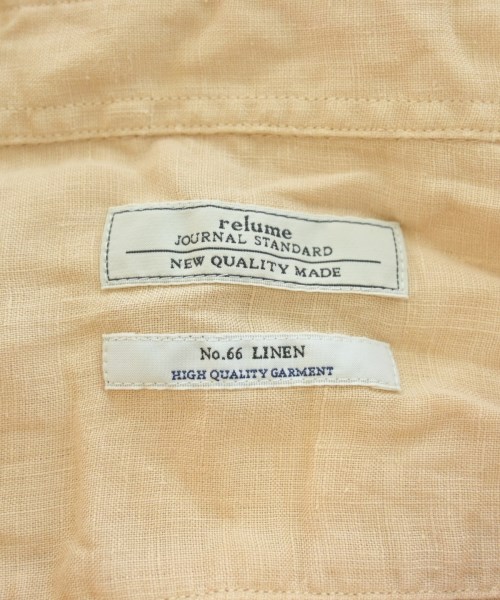 relume
JOURNAL STANDARD
NEW QUALITY MADE
No.66 LINEN
HIGH QUALITY GARMENT